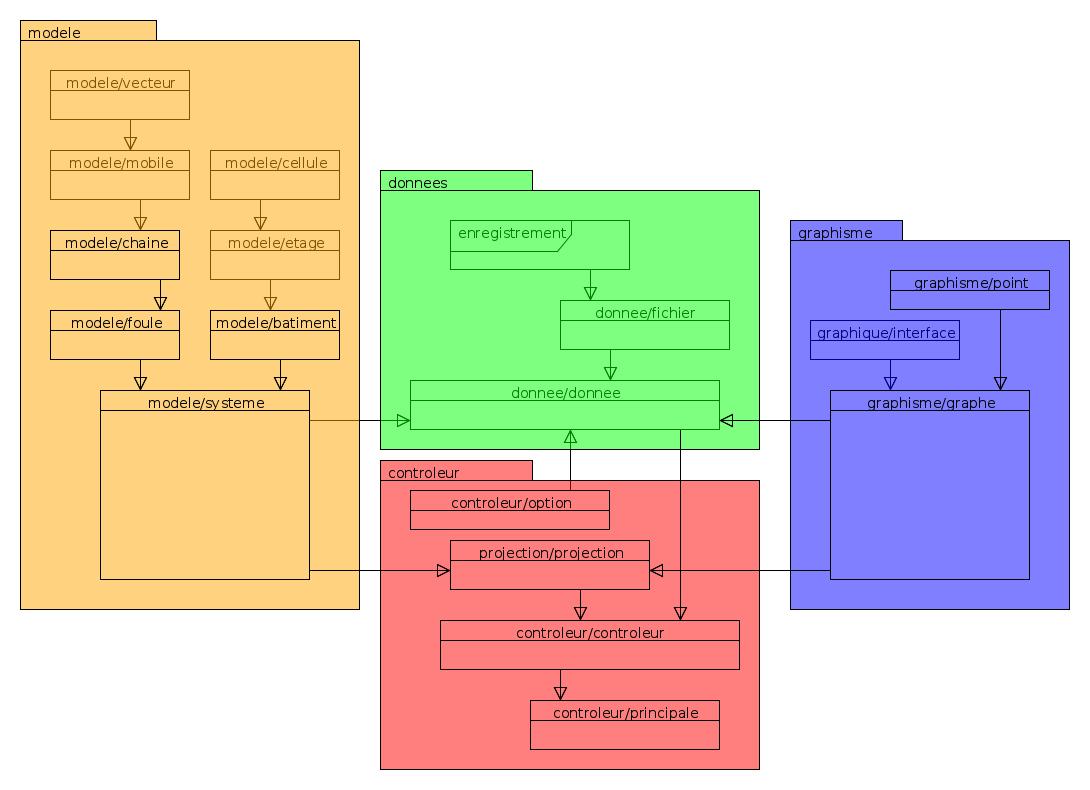 modele
modele/vecteur
modele/mobile
modele/cellule
modele/chaine
modele/etage
modele/foule
modele/batiment
modele/systeme
donnees
enregistrement
donnee/fichier
donnee/donnee
controleur
controleur/option
projection/projection
controleur/controleur
controleur/principale
graphisme
graphisme/point
graphique/interface
graphisme/graphe